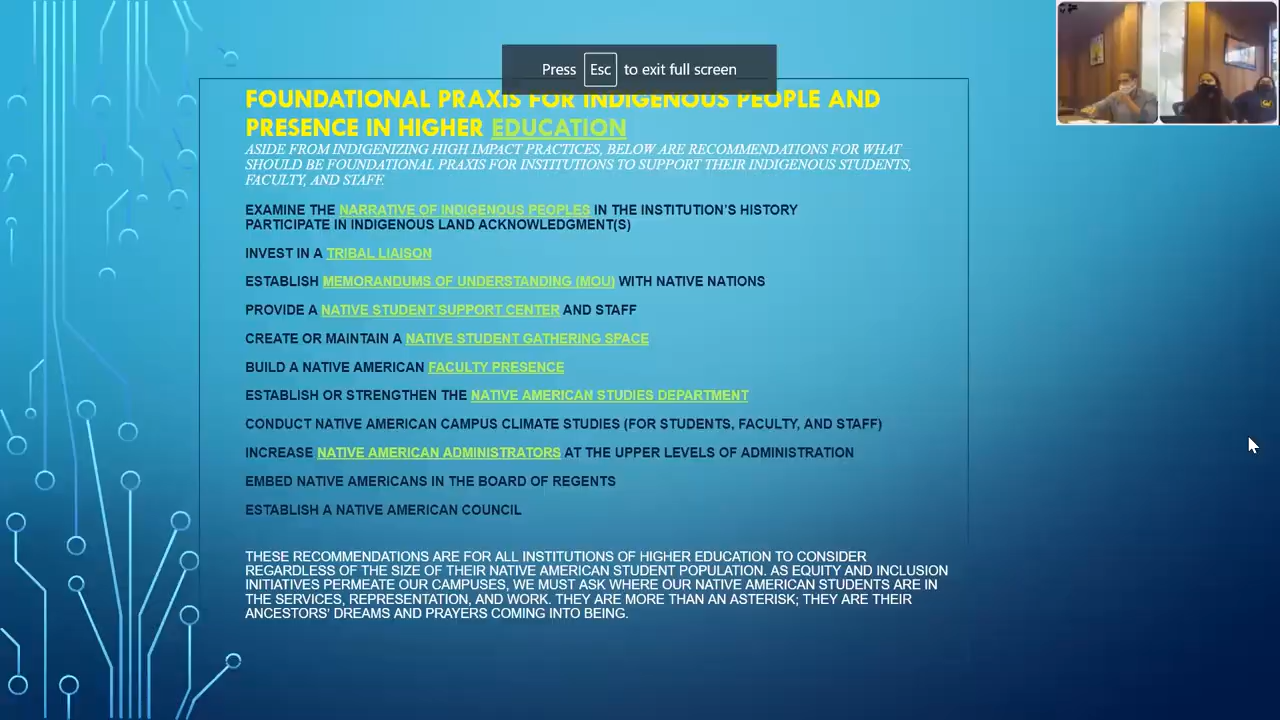 Press Esc to exit full screen
FOUNDATIONAL PRAXIS FOR INDIGENOUS PEOPLE AND
PRESENCE IN HIGHER EDUCATION
ASIDE FROM INDIGENIZING HIGH IMPACT PRACTICES, BELOW ARE RECOMMENDATIONS FOR WHAT
SHOULD BE FOUNDATIONAL PRAXIS FOR INSTITUTIONS TO SUPPORT THEIR INDIGENOUS STUDENTS,
FACULTY, AND STAFF.
EXAMINE THE NARRATIVE OF INDIGENOUS PEOPLES IN THE INSTITUTION'S HISTORY
PARTICIPATE IN INDIGENOUS LAND ACKNOWLEDGMENT(S)
INVEST IN A TRIBAL LIAISON
ESTABLISH MEMORANDUMS OF UNDERSTANDING (MOU) WITH NATIVE NATIONS
PROVIDE A NATIVE STUDENT SUPPORT CENTER AND STAFF
CREATE OR MAINTAIN A NATIVE STUDENT GATHERING SPACE
BUILD A NATIVE AMERICAN FACULTY PRESENCE
ESTABLISH OR STRENGTHEN THE NATIVE AMERICAN STUDIES DEPARTMENT
CONDUCT NATIVE AMERICAN CAMPUS CLIMATE STUDIES (FOR STUDENTS, FACULTY, AND STAFF)
INCREASE NATIVE AMERICAN ADMINISTRATORS AT THE UPPER LEVELS OF ADMINISTRATION
EMBED NATIVE AMERICANS IN THE BOARD OF REGENTS
ESTABLISH A NATIVE AMERICAN COUNCIL
THESE RECOMMENDATIONS ARE FOR ALL INSTITUTIONS OF HIGHER EDUCATION TO CONSIDER
REGARDLESS OF THE SIZE OF THEIR NATIVE AMERICAN STUDENT POPULATION. AS EQUITY AND INCLUSION
INITIATIVES PERMEATE OUR CAMPUSES, WE MUST ASK WHERE OUR NATIVE AMERICAN STUDENTS ARE IN
THE SERVICES, REPRESENTATION, AND WORK. THEY ARE MORE THAN AN ASTERISK; THEY ARE THEIR
ANCESTORS' DREAMS AND PRAYERS COMING INTO BEING.